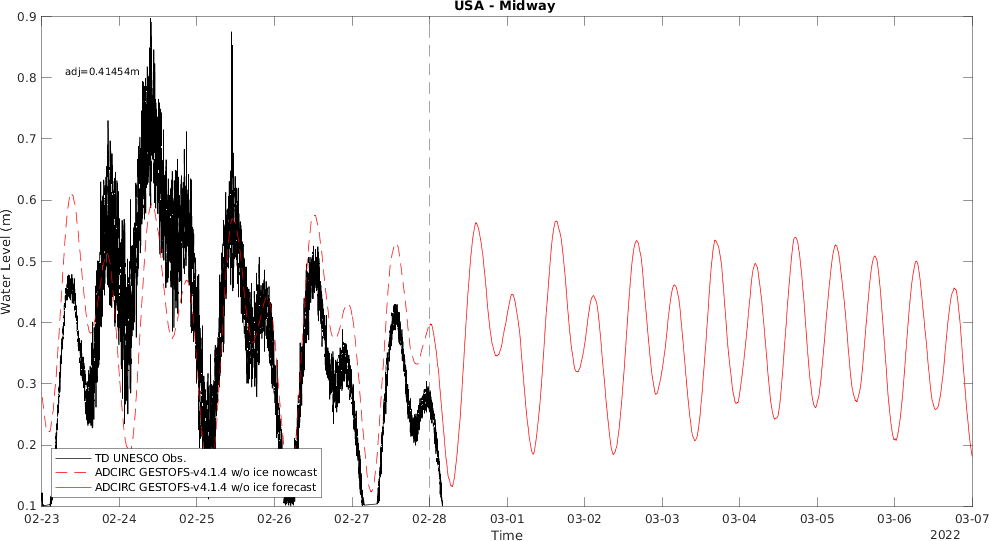 USA - Midway
0.9
0.8
0.7
0.6
0.5
0.4
0.3
0.2
0.1
Water Level (m)
adj=0.41454m
TD UNESCO Obs.
ADCIRC GESTOFS-v4.1.4 w/o ice nowcast
ADCIRC GESTOFS-v4.1.4 w/o ice forecast
02-23 02-24 02-25 02-26 02-27 02-28 03-01 03-02 03-03 03-04 03-05 03-06 03-07
Time
2022